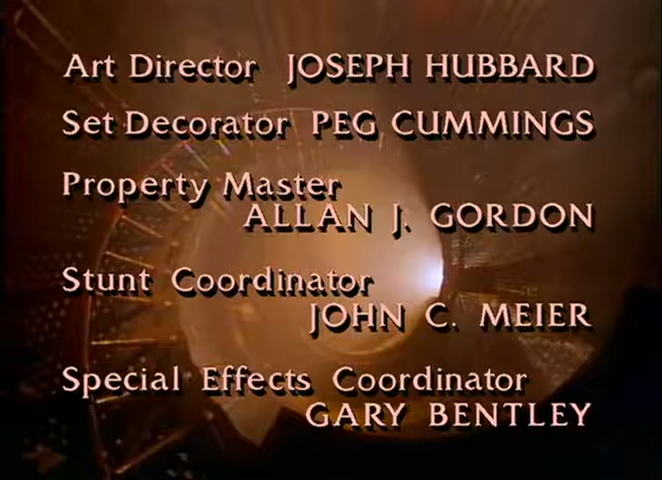 Art Director JOSEPH HUBBARD
Set Decorator PEG CUMMINGS
Property Master
ALLAN J. GORDON
Stunt Coordinator
JOHN C. MEIER
Special Effects Coordinator
GARY BENTLEY